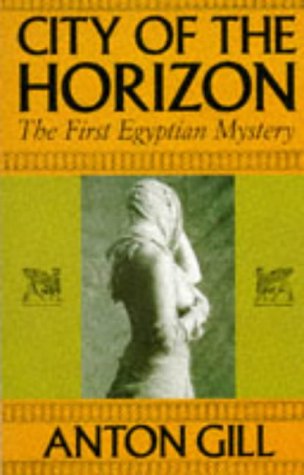 CITY OF THE
HORIZON
The First Egyptian Mystery
ANTON GILL